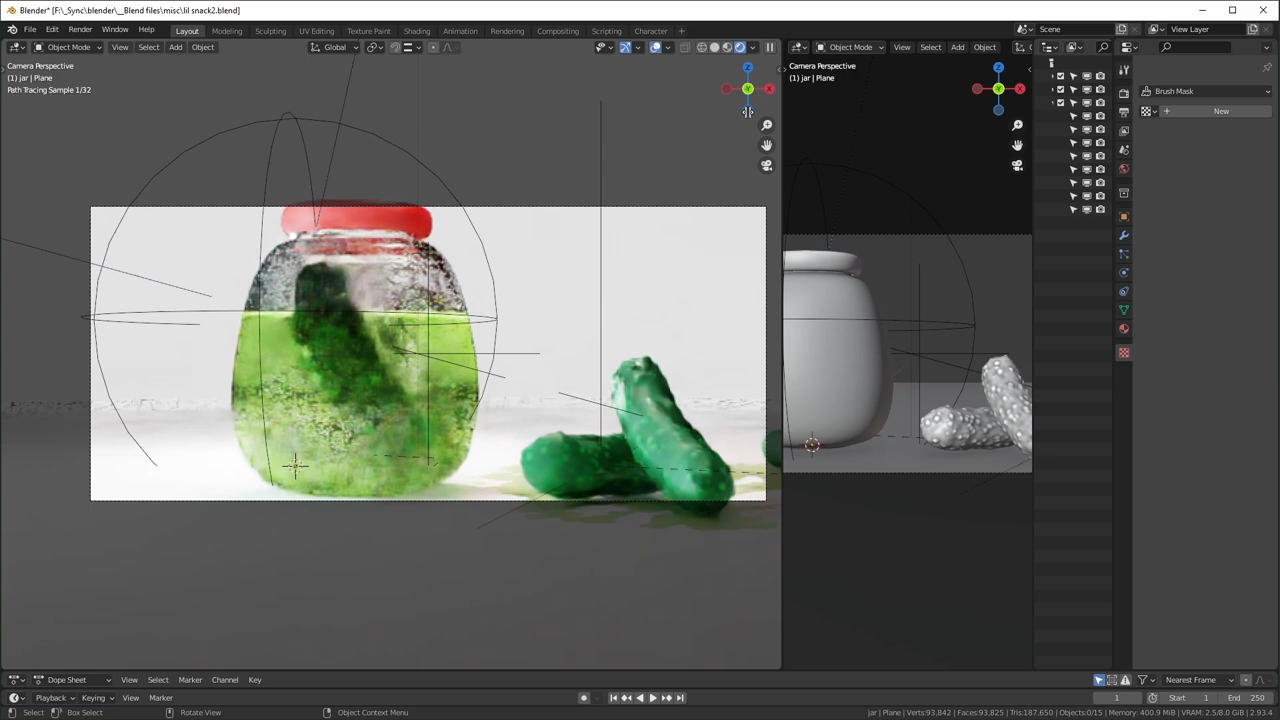 Blender* [F:\_Sync\blender\__Blend files\misc\lil snack2.blend]
File Edit Render Window Help Layout Modeling Sculpting UV Editing Texture Paint Shading Animation Rendering Compositing Scripting Character + Scene View Layer
Object Mode View Select Add Object Global Object Mode View Select Add Object
Camera Perspective
(1) jar | Plane
Path Tracing Sample 1/32
Z
Y
X
Camera Perspective
(1) jar | Plane
Z
Y
X
Brush Mask
+ New
Dope Sheet View Select Marker Channel Key Nearest Frame
Playback Keying View Marker 1 Start 1 End 250
Select Box Select Rotate View Object Context Menu jar | Plane | Verts:93,842 | Faces:93,825 | Tris:187,650 | Objects:0/15 | Memory: 400.9 MiB | VRAM: 2.5/8.0 GiB | 2.93.4